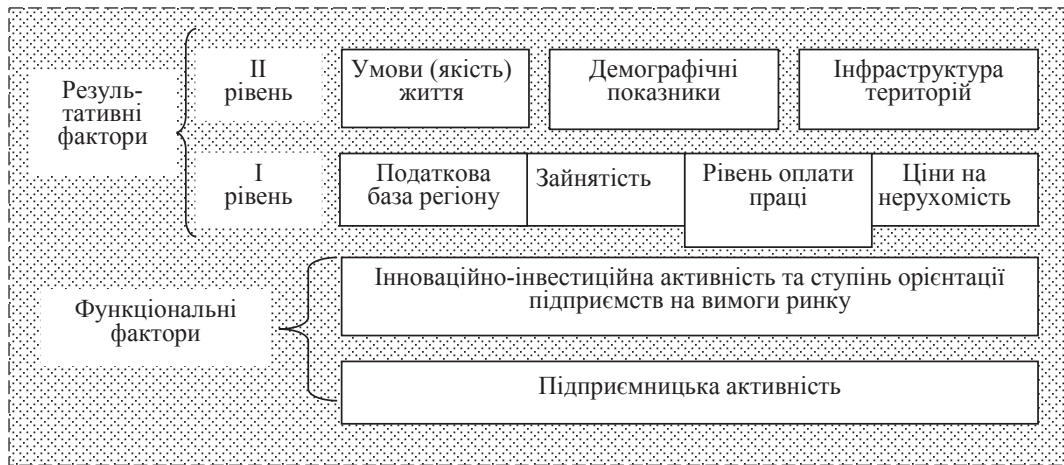 Резуль-
тативні
фактори
II
рівень
Умови (якість)
життя
Демографічні
показники
Інфраструктура
територій
I
рівень
Податкова
база регіону
Зайнятість
Рівень оплати
праці
Ціни на
нерухомість
Функціональні
фактори
Інноваційно-інвестиційна активність та ступінь орієнтації
підприємств на вимоги ринку
Підприємницька активність